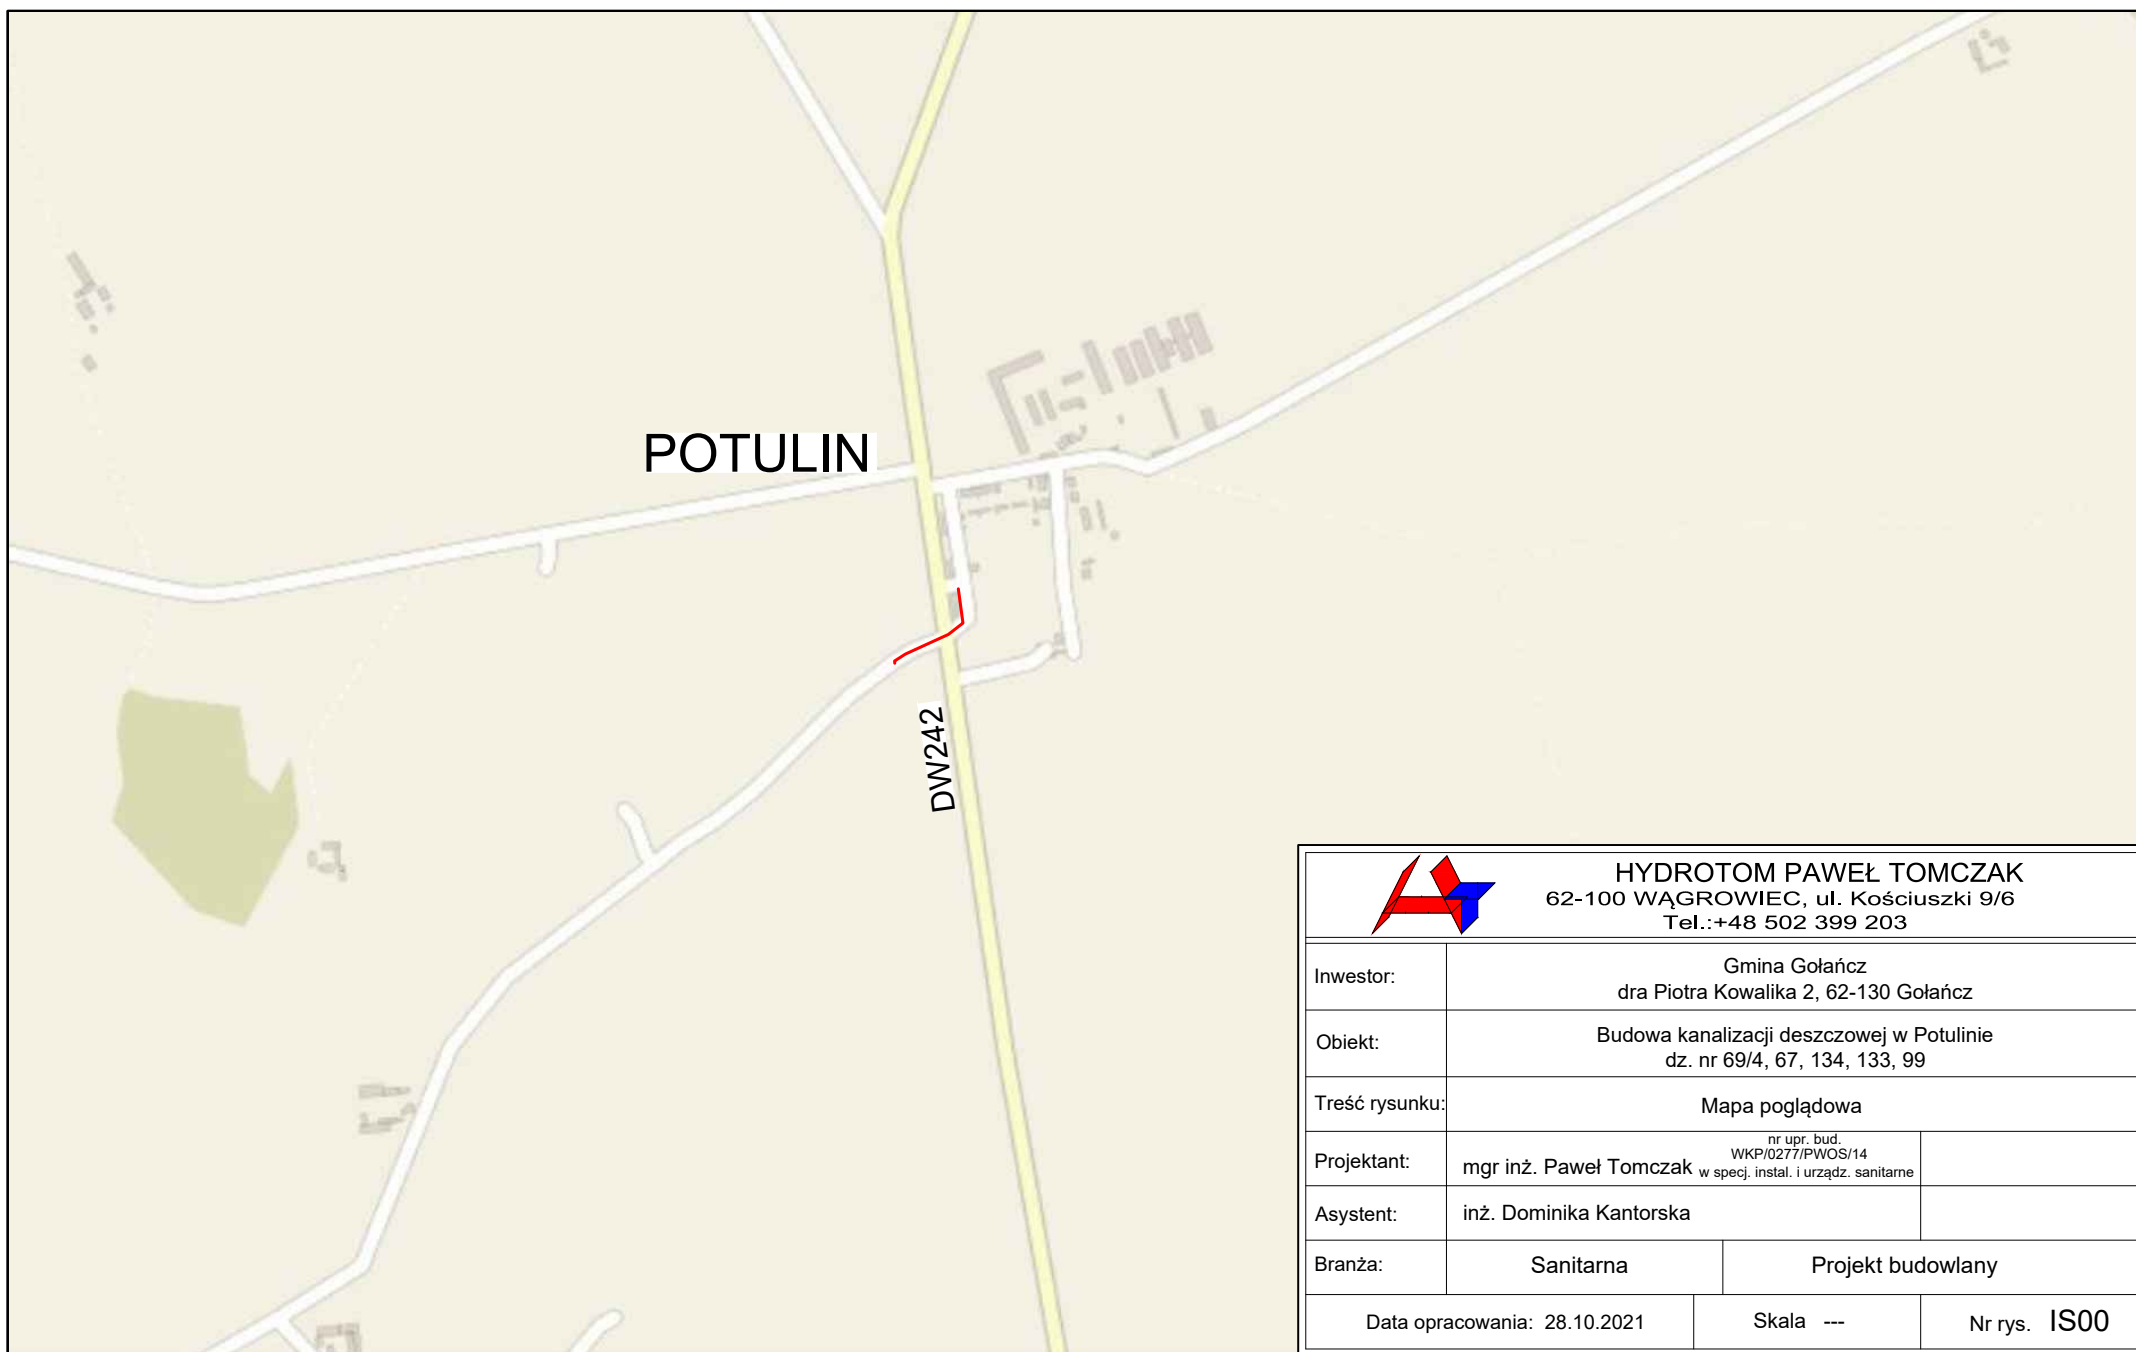 POTULIN
DW242
HYDROTOM PAWEŁ TOMCZAK
62-100 WĄGROWIEC, ul. Kościuszki 9/6
Tel.:+48 502 399 203
Inwestor:
Gmina Gołańcz
dra Piotra Kowalika 2, 62-130 Gołańcz
Obiekt:
Budowa kanalizacji deszczowej w Potulinie
dz. nr 69/4, 67, 134, 133, 99
Treść rysunku:
Mapa poglądowa
Projektant:
mgr inż. Paweł Tomczak
nr upr. bud.
WKP/0277/PWOS/14
w specj. instal. i urządz. sanitarne
Asystent:
inż. Dominika Kantorska
Branża:
Sanitarna
Projekt budowlany
Data opracowania: 28.10.2021
Skala ---
Nr rys. IS00